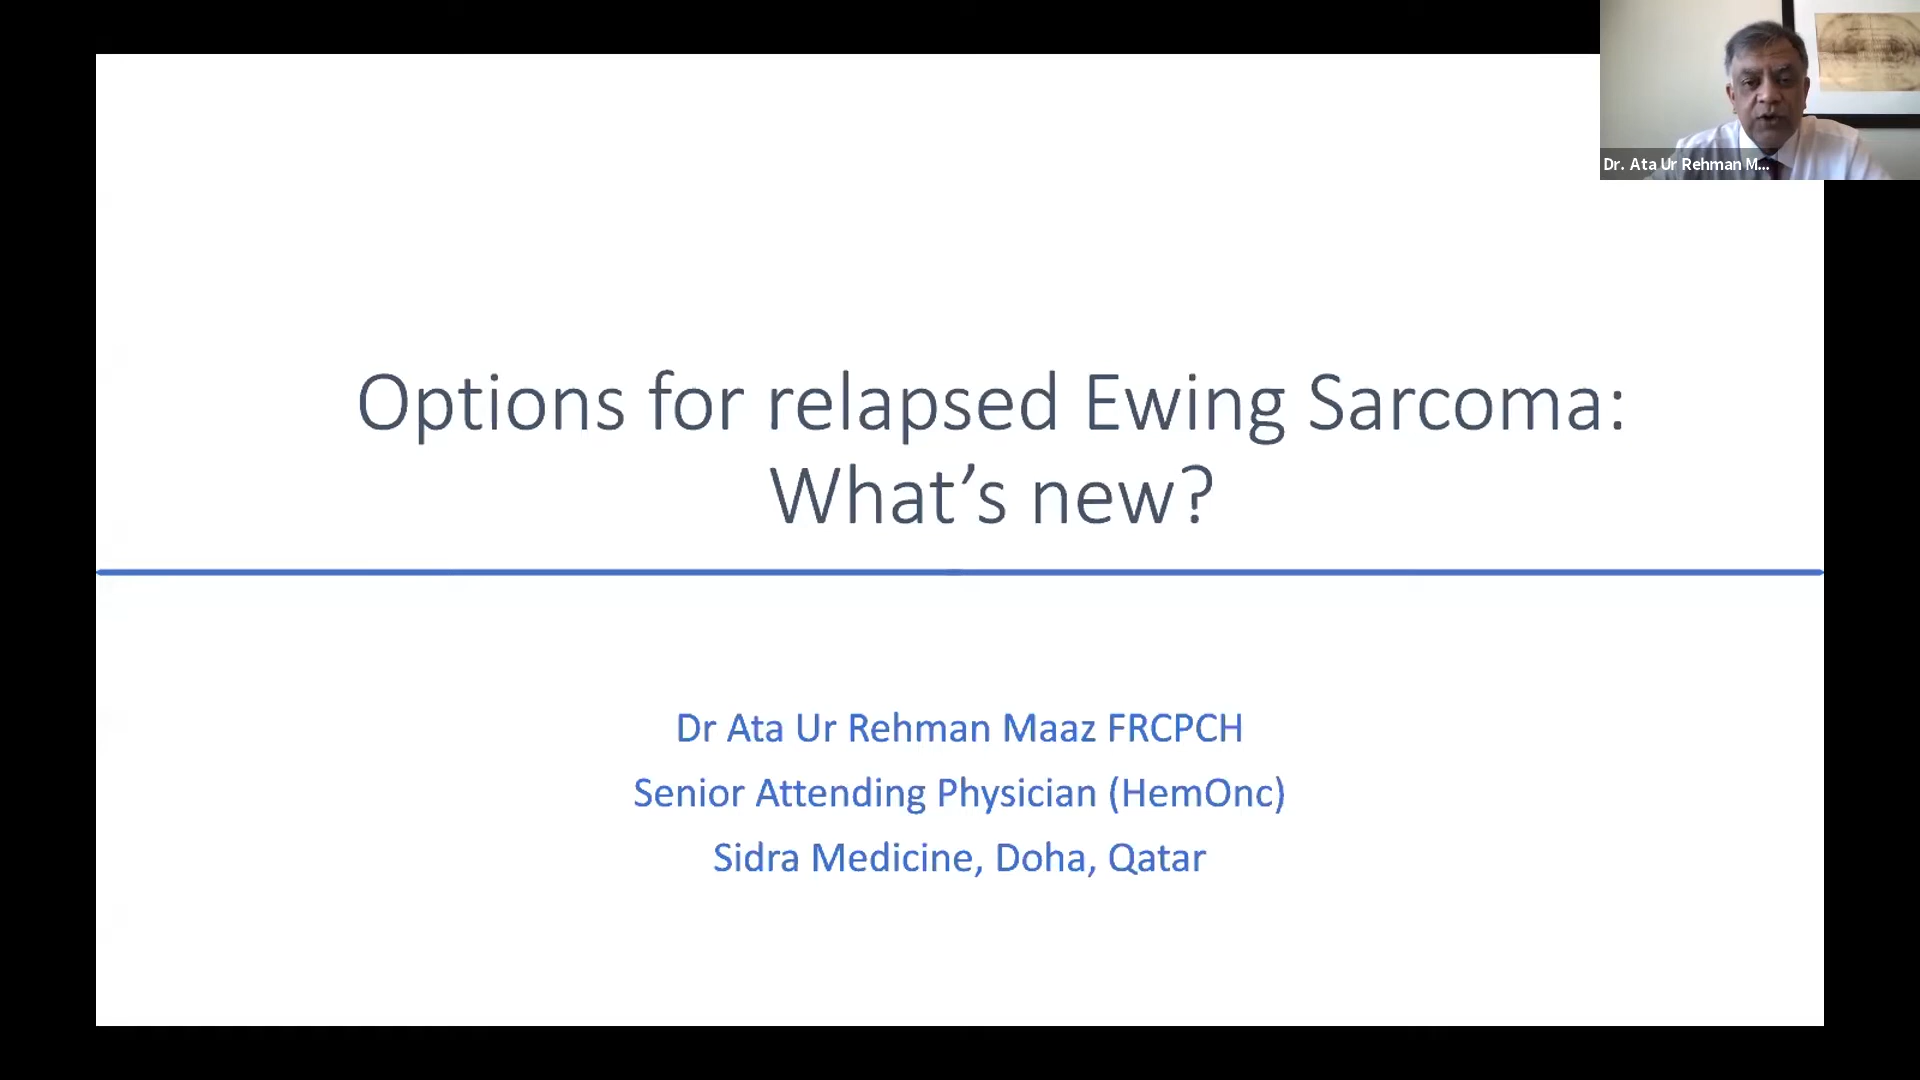 Dr. Ata Ur Rehman M...
Options for relapsed Ewing Sarcoma:
What’s new?
Dr Ata Ur Rehman Maaz FRCPCH
Senior Attending Physician (HemOnc)
Sidra Medicine, Doha, Qatar